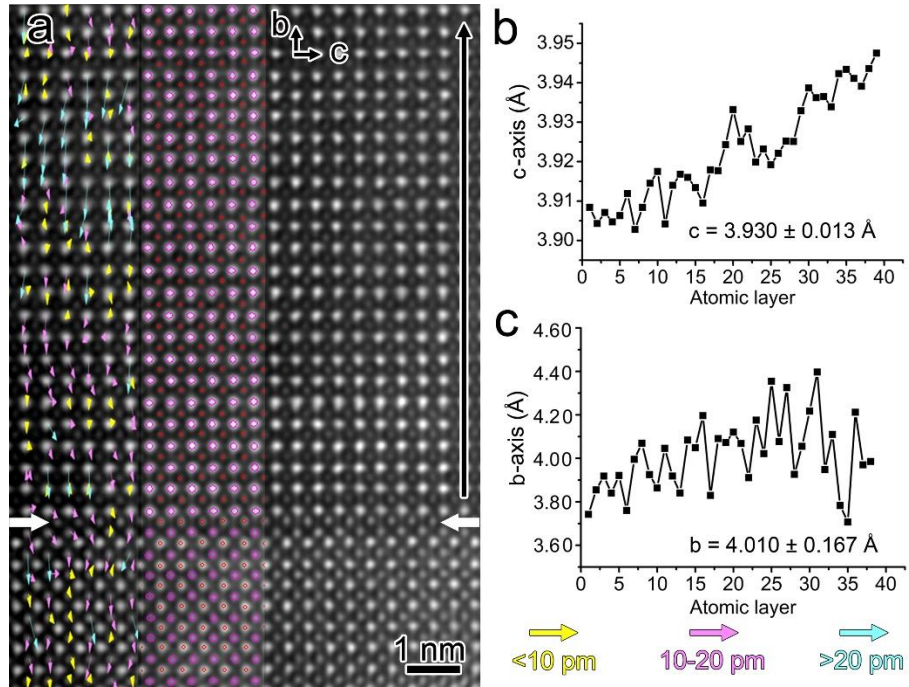 a
b
c
1 nm
b
c-axis (Å)
3.95
3.94
3.93
3.92
3.91
3.90
c = 3.930 ± 0.013 Å
0 5 10 15 20 25 30 35 40
Atomic layer
c
b-axis (Å)
4.60
4.40
4.20
4.00
3.80
3.60
b = 4.010 ± 0.167 Å
0 5 10 15 20 25 30 35 40
Atomic layer
<10 pm 10-20 pm >20 pm